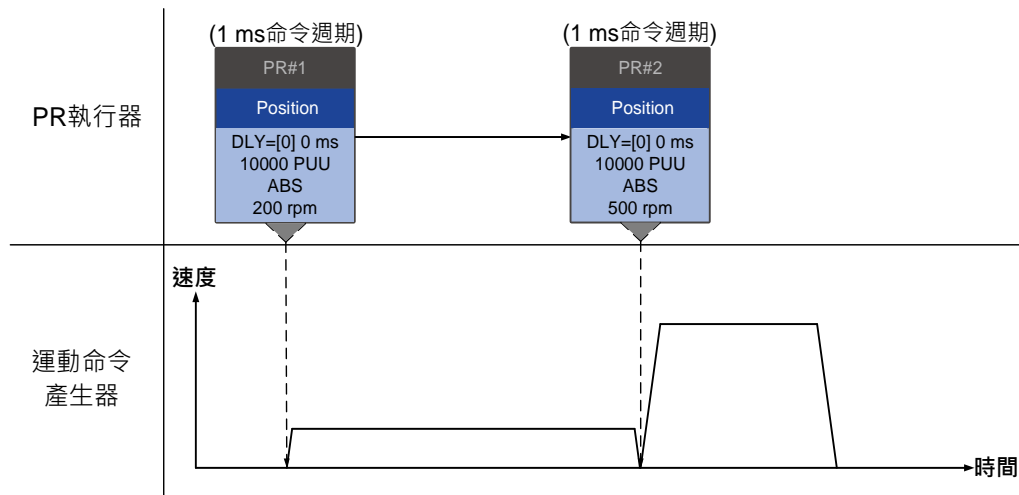 (1 ms命令週期)
(1 ms命令週期)
PR執行器
PR#1
Position
DLY=[0] 0 ms
10000 PUU
ABS
200 rpm
PR#2
Position
DLY=[0] 0 ms
10000 PUU
ABS
500 rpm
運動命令
產生器
速度
時間